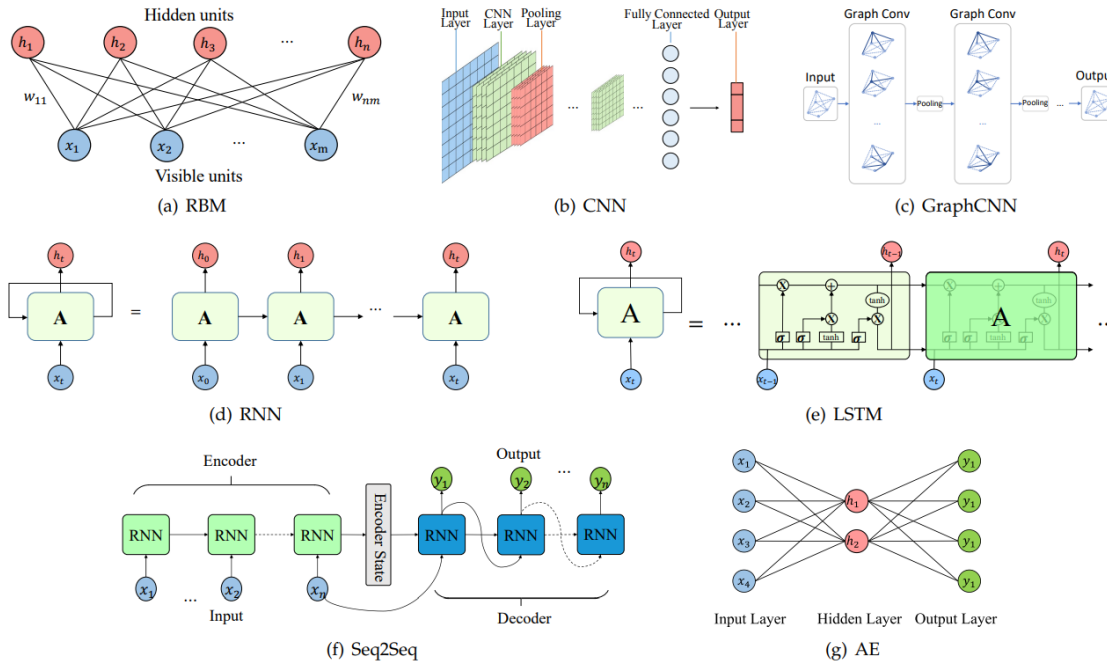 Hidden units
h₁ h₂ h₃ ... hₙ
w₁₁ wₙₘ
x₁ x₂ ... xₘ
Visible units
(a) RBM
Input Layer
CNN Layer
Pooling Layer
Fully Connected Layer
Output Layer
... ...
(b) CNN
Graph Conv
Graph Conv
Input
Pooling
Pooling
...
Output
...
...
(c) GraphCNN
hₜ h₀ h₁ hₜ
A = A A ... A
xₜ x₀ x₁ xₜ
(d) RNN
hₜ hₜ₋₁ hₜ
A = ... X + tanh X X σ σ tanh σ
X + tanh X X σ σ tanh σ A ...
xₜ xₜ₋₁ xₜ
(e) LSTM
Encoder
Output
y₁ y₂ ... yₙ
RNN RNN RNN
Encoder State
RNN RNN RNN
x₁ ... x₂ xₙ
Input
Decoder
(f) Seq2Seq
x₁ y₁
x₂ h₁ y₁
x₃ h₂ y₁
x₄ y₁
Input Layer Hidden Layer Output Layer
(g) AE